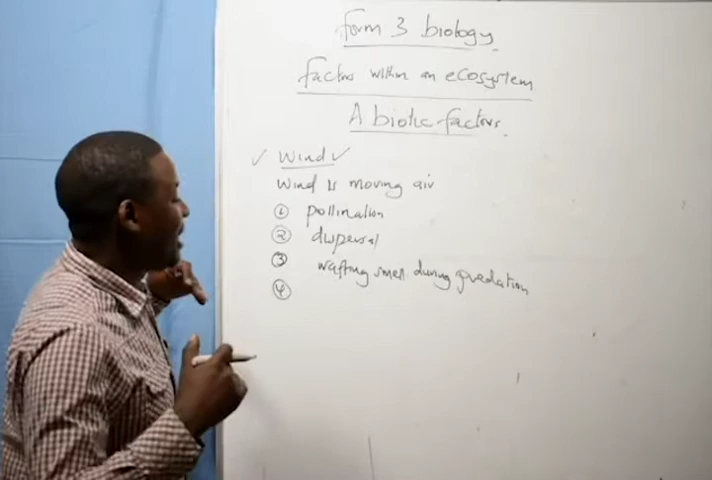 Form 3 biology
factors within an ecosystem
Abiotic factors.
✓ Wind ✓
Wind is moving air
① pollination
② dispersal
③ wafting smell during predation
④